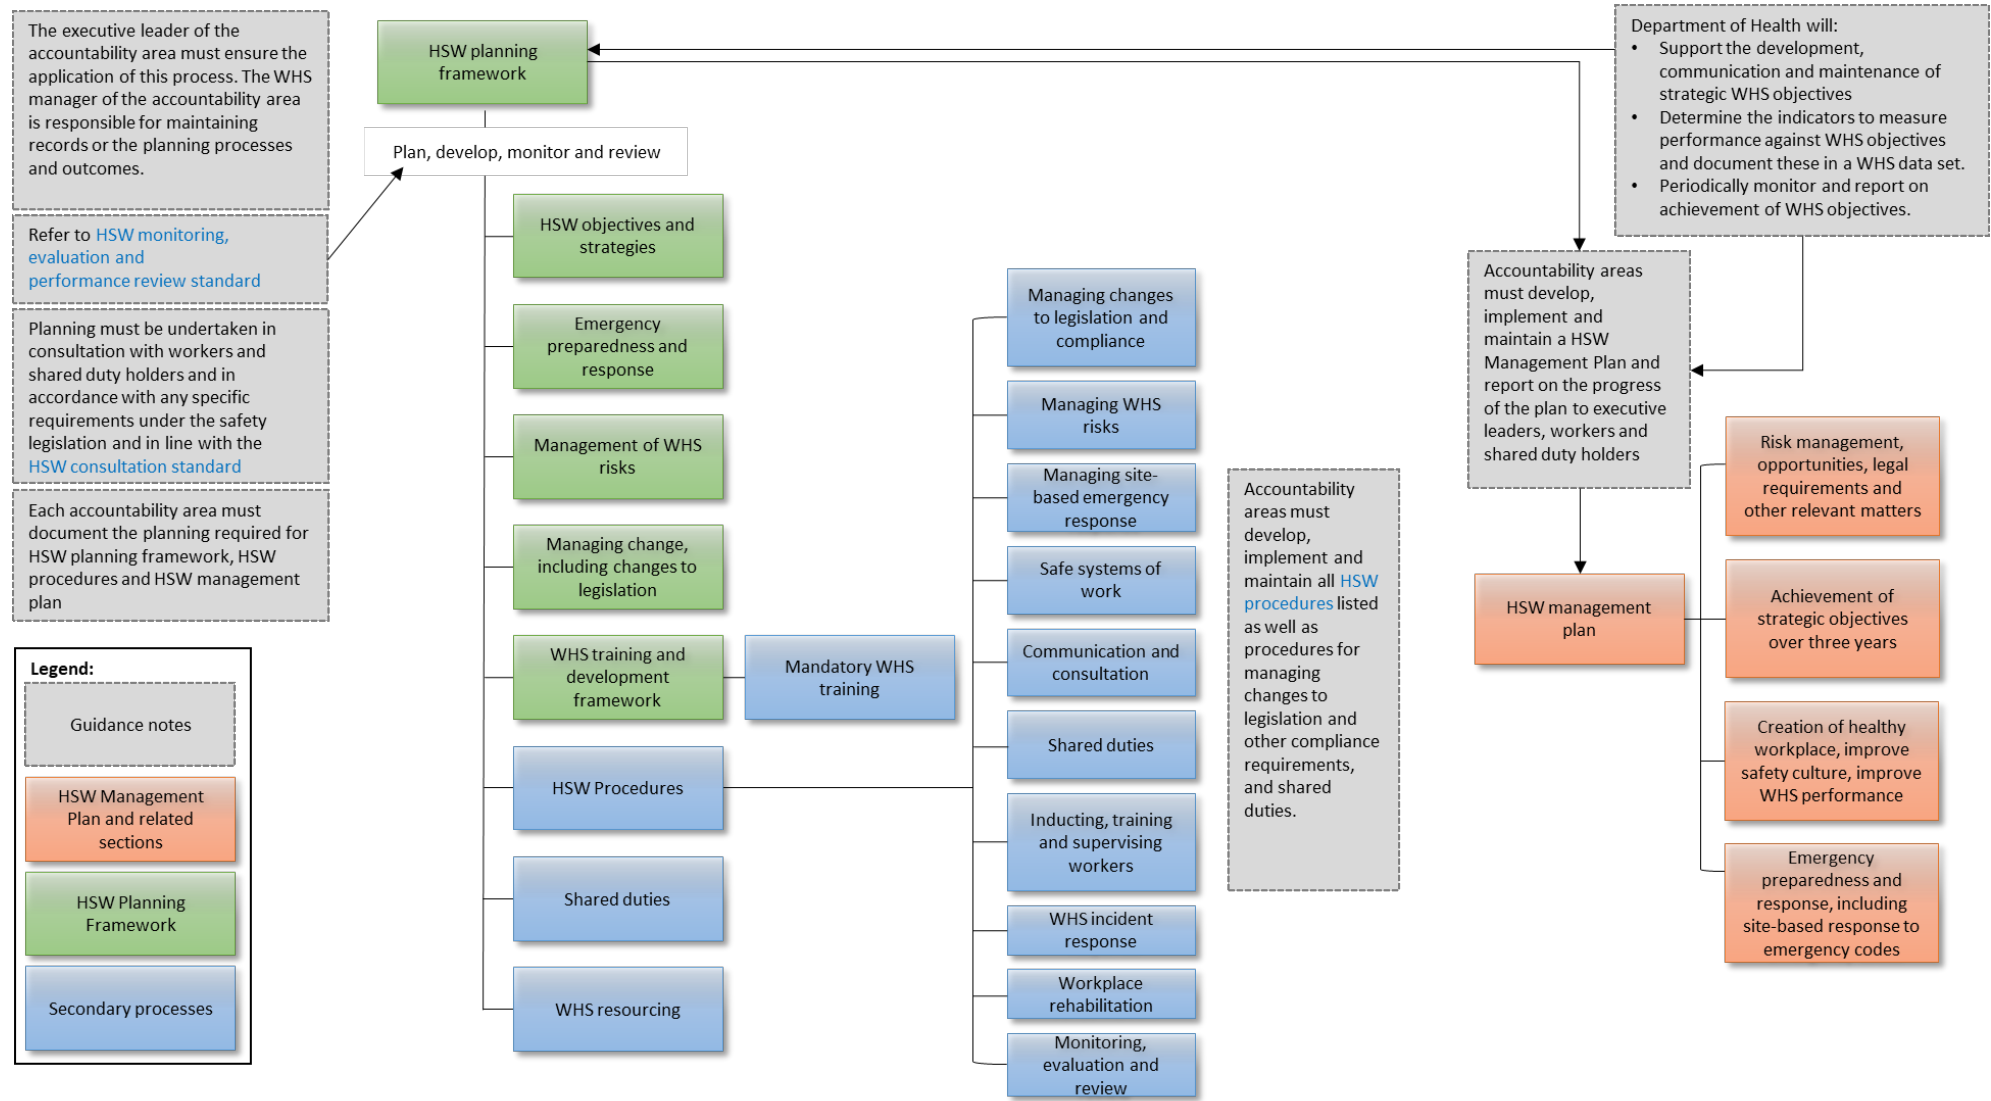 The executive leader of the
accountability area must ensure the
application of this process. The WHS
manager of the accountability area
is responsible for maintaining
records or the planning processes
and outcomes.
Refer to HSW monitoring,
evaluation and
performance review standard
Planning must be undertaken in
consultation with workers and
shared duty holders and in
accordance with any specific
requirements under the safety
legislation and in line with the
HSW consultation standard
Each accountability area must
document the planning required for
HSW planning framework, HSW
procedures and HSW management
plan
Legend:
Guidance notes
HSW Management
Plan and related
sections
HSW Planning
Framework
Secondary processes
HSW planning
framework
Plan, develop, monitor and review
HSW objectives and
strategies
Emergency
preparedness and
response
Management of WHS
risks
Managing change,
including changes to
legislation
WHS training and
development
framework
Mandatory WHS
training
HSW Procedures
Shared duties
WHS resourcing
Managing changes
to legislation and
compliance
Managing WHS
risks
Managing site-
based emergency
response
Safe systems of
work
Communication and
consultation
Shared duties
Inducting, training
and supervising
workers
WHS incident
response
Workplace
rehabilitation
Monitoring,
evaluation and
review
Accountability
areas must
develop,
implement and
maintain all HSW
procedures listed
as well as
procedures for
managing
changes to
legislation and
other compliance
requirements,
and shared
duties.
Department of Health will:
• Support the development,
communication and maintenance of
strategic WHS objectives
• Determine the indicators to measure
performance against WHS objectives
and document these in a WHS data set.
• Periodically monitor and report on
achievement of WHS objectives.
Accountability areas
must develop,
implement and
maintain a HSW
Management Plan and
report on the progress
of the plan to executive
leaders, workers and
shared duty holders
HSW management
plan
Risk management,
opportunities, legal
requirements and
other relevant matters
Achievement of
strategic objectives
over three years
Creation of healthy
workplace, improve
safety culture, improve
WHS performance
Emergency
preparedness and
response, including
site-based response to
emergency codes